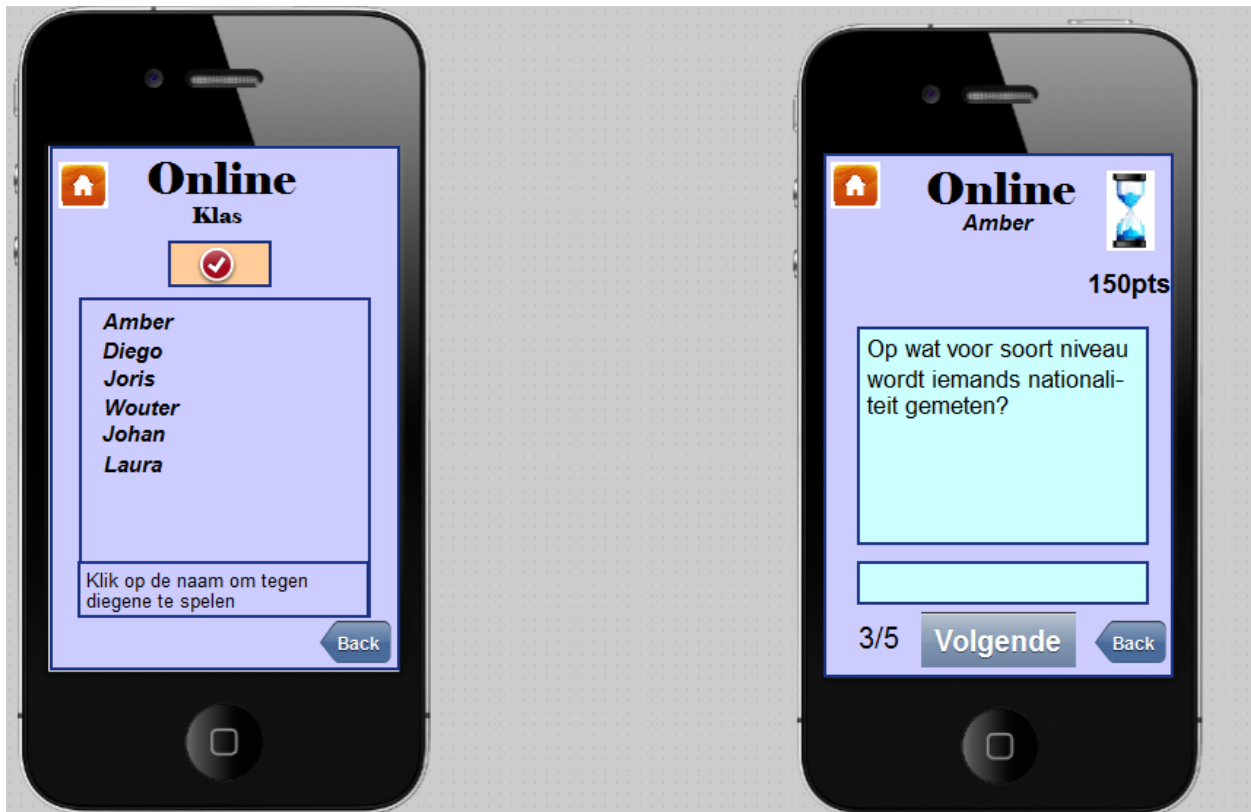 Online
Klas
Amber
Diego
Joris
Wouter
Johan
Laura
Klik op de naam om tegen
diegene te spelen
Back
Online
Amber
150pts
Op wat voor soort niveau
wordt iemands nationali-
teit gemeten?
3/5
Volgende
Back